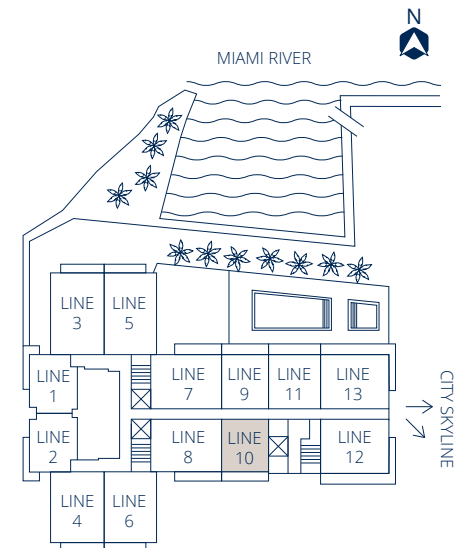 N
MIAMI RIVER
LINE
3
LINE
5
LINE
1
LINE
7
LINE
9
LINE
11
LINE
13
CITY SKYLINE
LINE
2
LINE
8
LINE
10
LINE
12
LINE
4
LINE
6